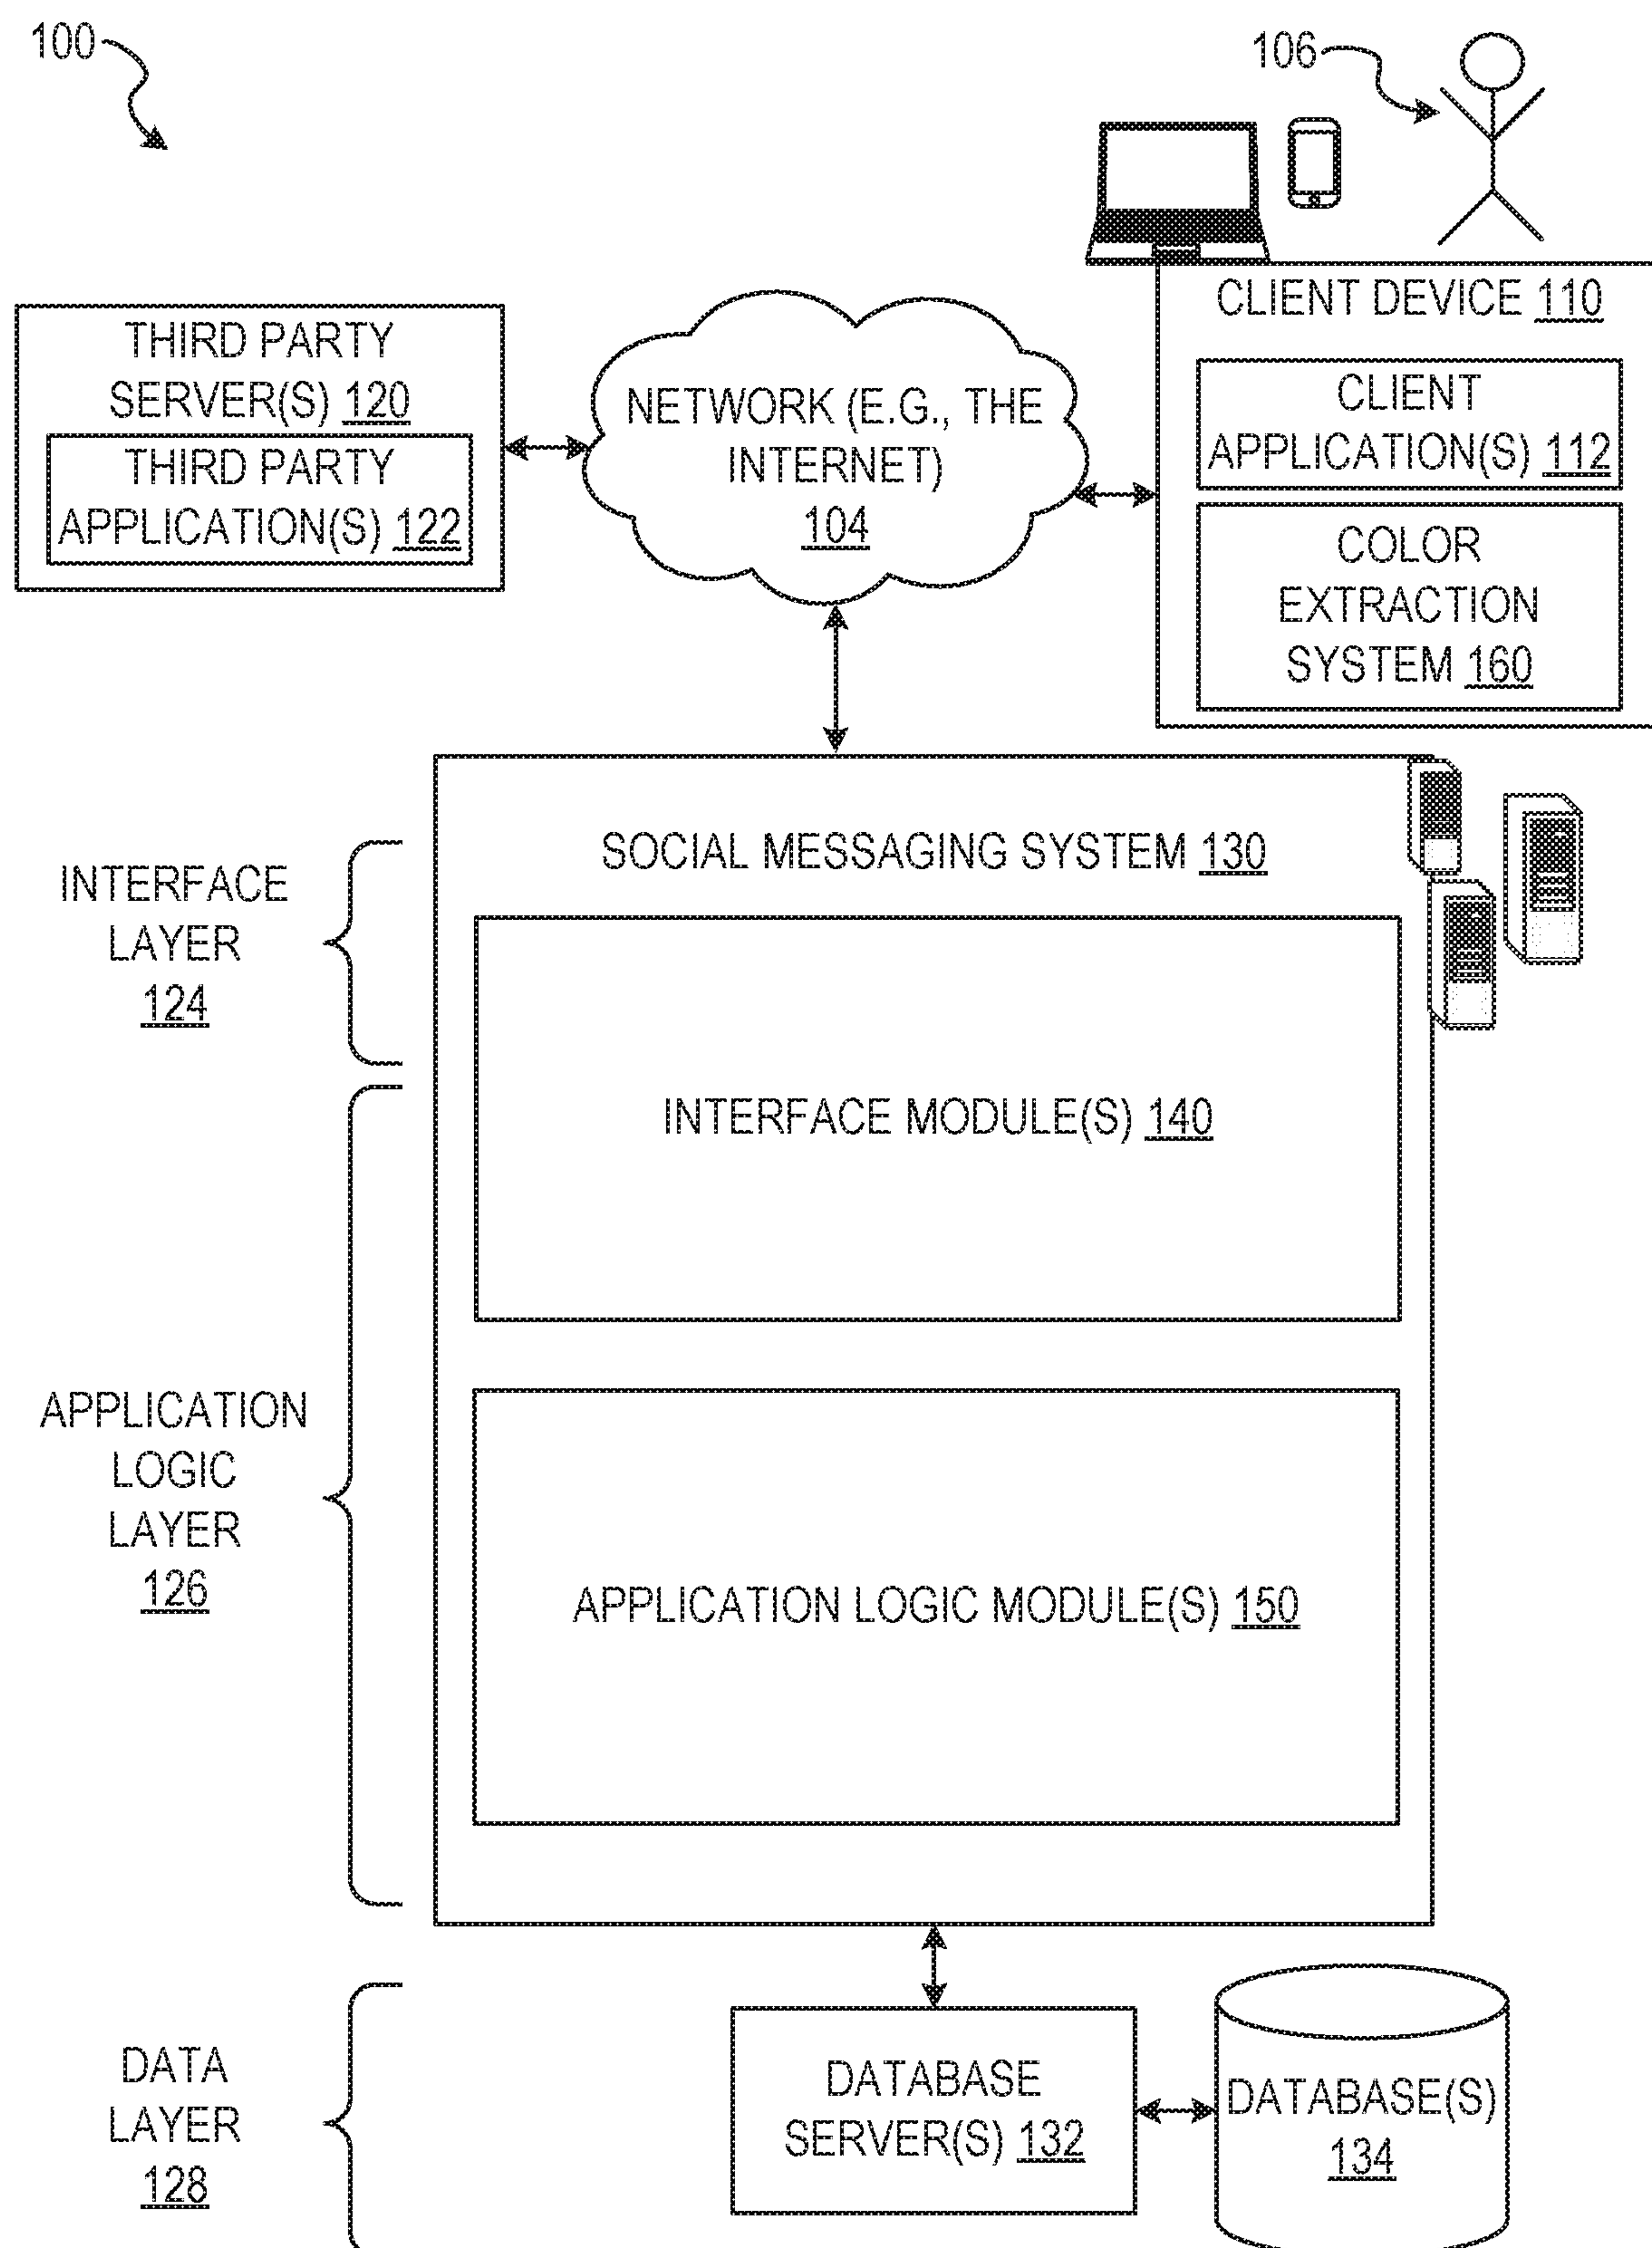 100
106
CLIENT DEVICE 110
CLIENT
APPLICATION(S) 112
COLOR
EXTRACTION
SYSTEM 160
THIRD PARTY
SERVER(S) 120
THIRD PARTY
APPLICATION(S) 122
NETWORK (E.G., THE
INTERNET)
104
SOCIAL MESSAGING SYSTEM 130
INTERFACE
LAYER
124
INTERFACE MODULE(S) 140
APPLICATION
LOGIC
LAYER
126
APPLICATION LOGIC MODULE(S) 150
DATA
LAYER
128
DATABASE
SERVER(S) 132
DATABASE(S)
134